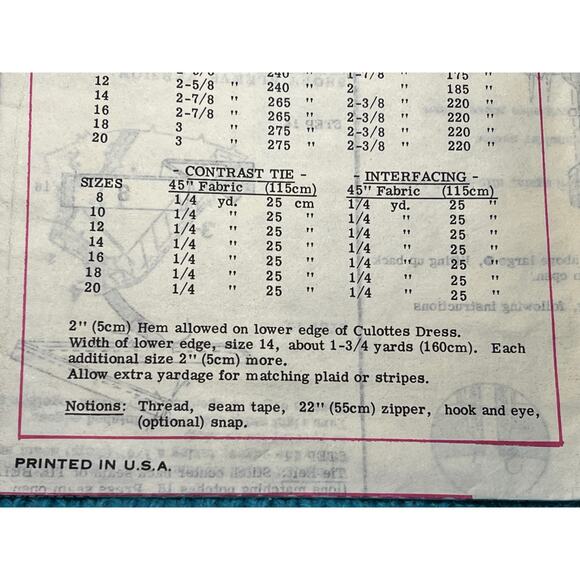 240 " 1-7/8 " 175 "
12 2-5/8 " 240 " 2 " 185 "
14 2-7/8 " 265 " 2-3/8 " 220 "
16 2-7/8 " 265 " 2-3/8 " 220 "
18 3 " 275 " 2-3/8 " 220 "
20 3 " 275 " 2-3/8 " 220 "
- CONTRAST TIE - - INTERFACING -
SIZES 45" Fabric (115cm) 45" Fabric (115cm)
8 1/4 yd. 25 cm 1/4 yd. 25 "
10 1/4 " 25 " 1/4 " 25 "
12 1/4 " 25 " 1/4 " 25 "
14 1/4 " 25 " 1/4 " 25 "
16 1/4 " 25 " 1/4 " 25 "
18 1/4 " 25 " 1/4 " 25 "
20 1/4 " 25 " 1/4 " 25 "
2" (5cm) Hem allowed on lower edge of Culottes Dress.
Width of lower edge, size 14, about 1-3/4 yards (160cm). Each
additional size 2" (5cm) more.
Allow extra yardage for matching plaid or stripes.
Notions: Thread, seam tape, 22" (55cm) zipper, hook and eye,
(optional) snap.
PRINTED IN U.S.A.